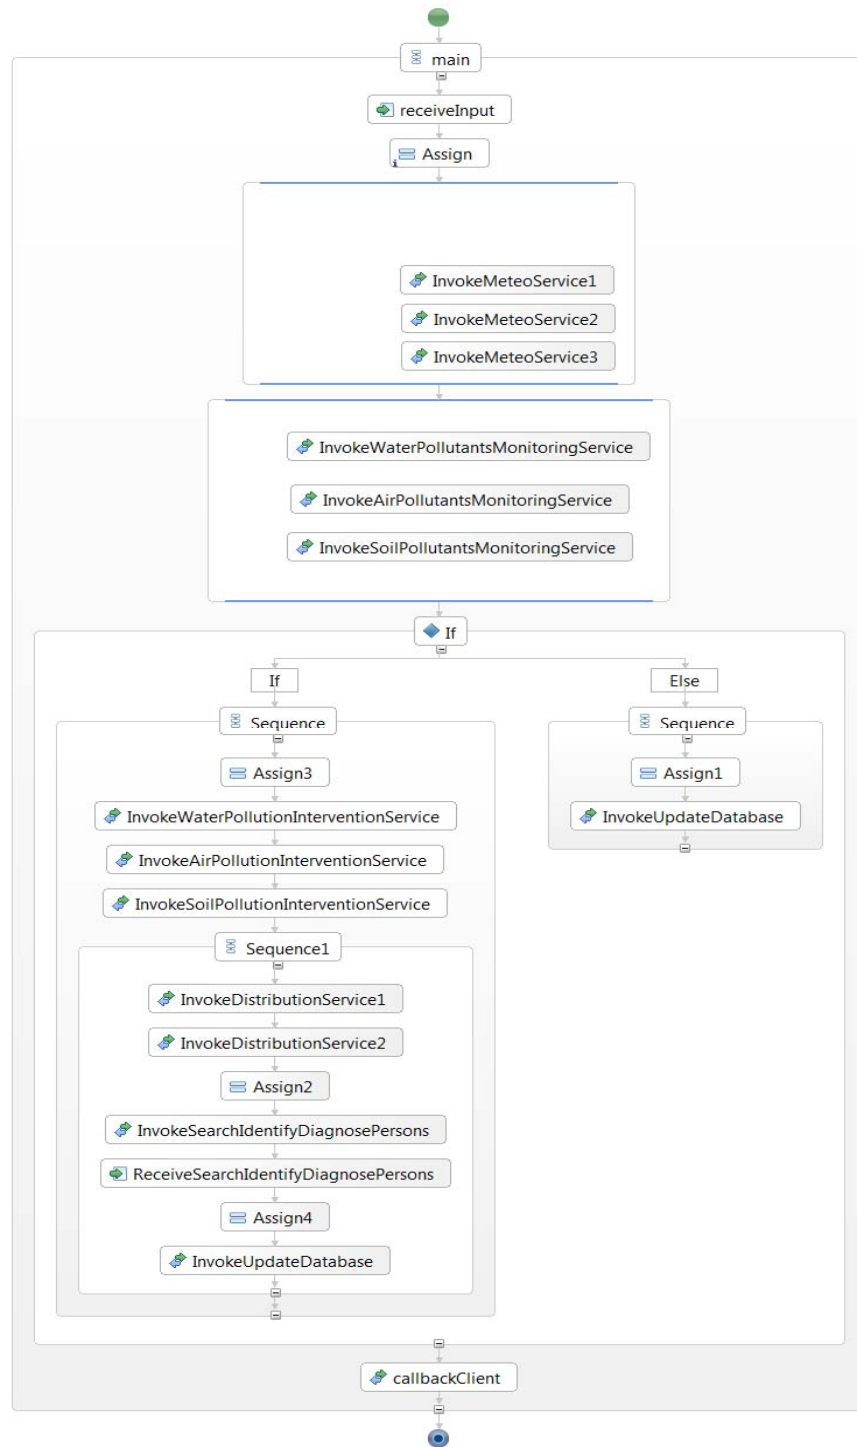 main
receiveInput
Assign
InvokeMeteoService1
InvokeMeteoService2
InvokeMeteoService3
InvokeWaterPollutantsMonitoringService
InvokeAirPollutantsMonitoringService
InvokeSoilPollutantsMonitoringService
If
If
Else
Sequence
Sequence
Assign3
Assign1
InvokeWaterPollutionInterventionService
InvokeUpdateDatabase
InvokeAirPollutionInterventionService
InvokeSoilPollutionInterventionService
Sequence1
InvokeDistributionService1
InvokeDistributionService2
Assign2
InvokeSearchIdentifyDiagnosePersons
ReceiveSearchIdentifyDiagnosePersons
Assign4
InvokeUpdateDatabase
callbackClient